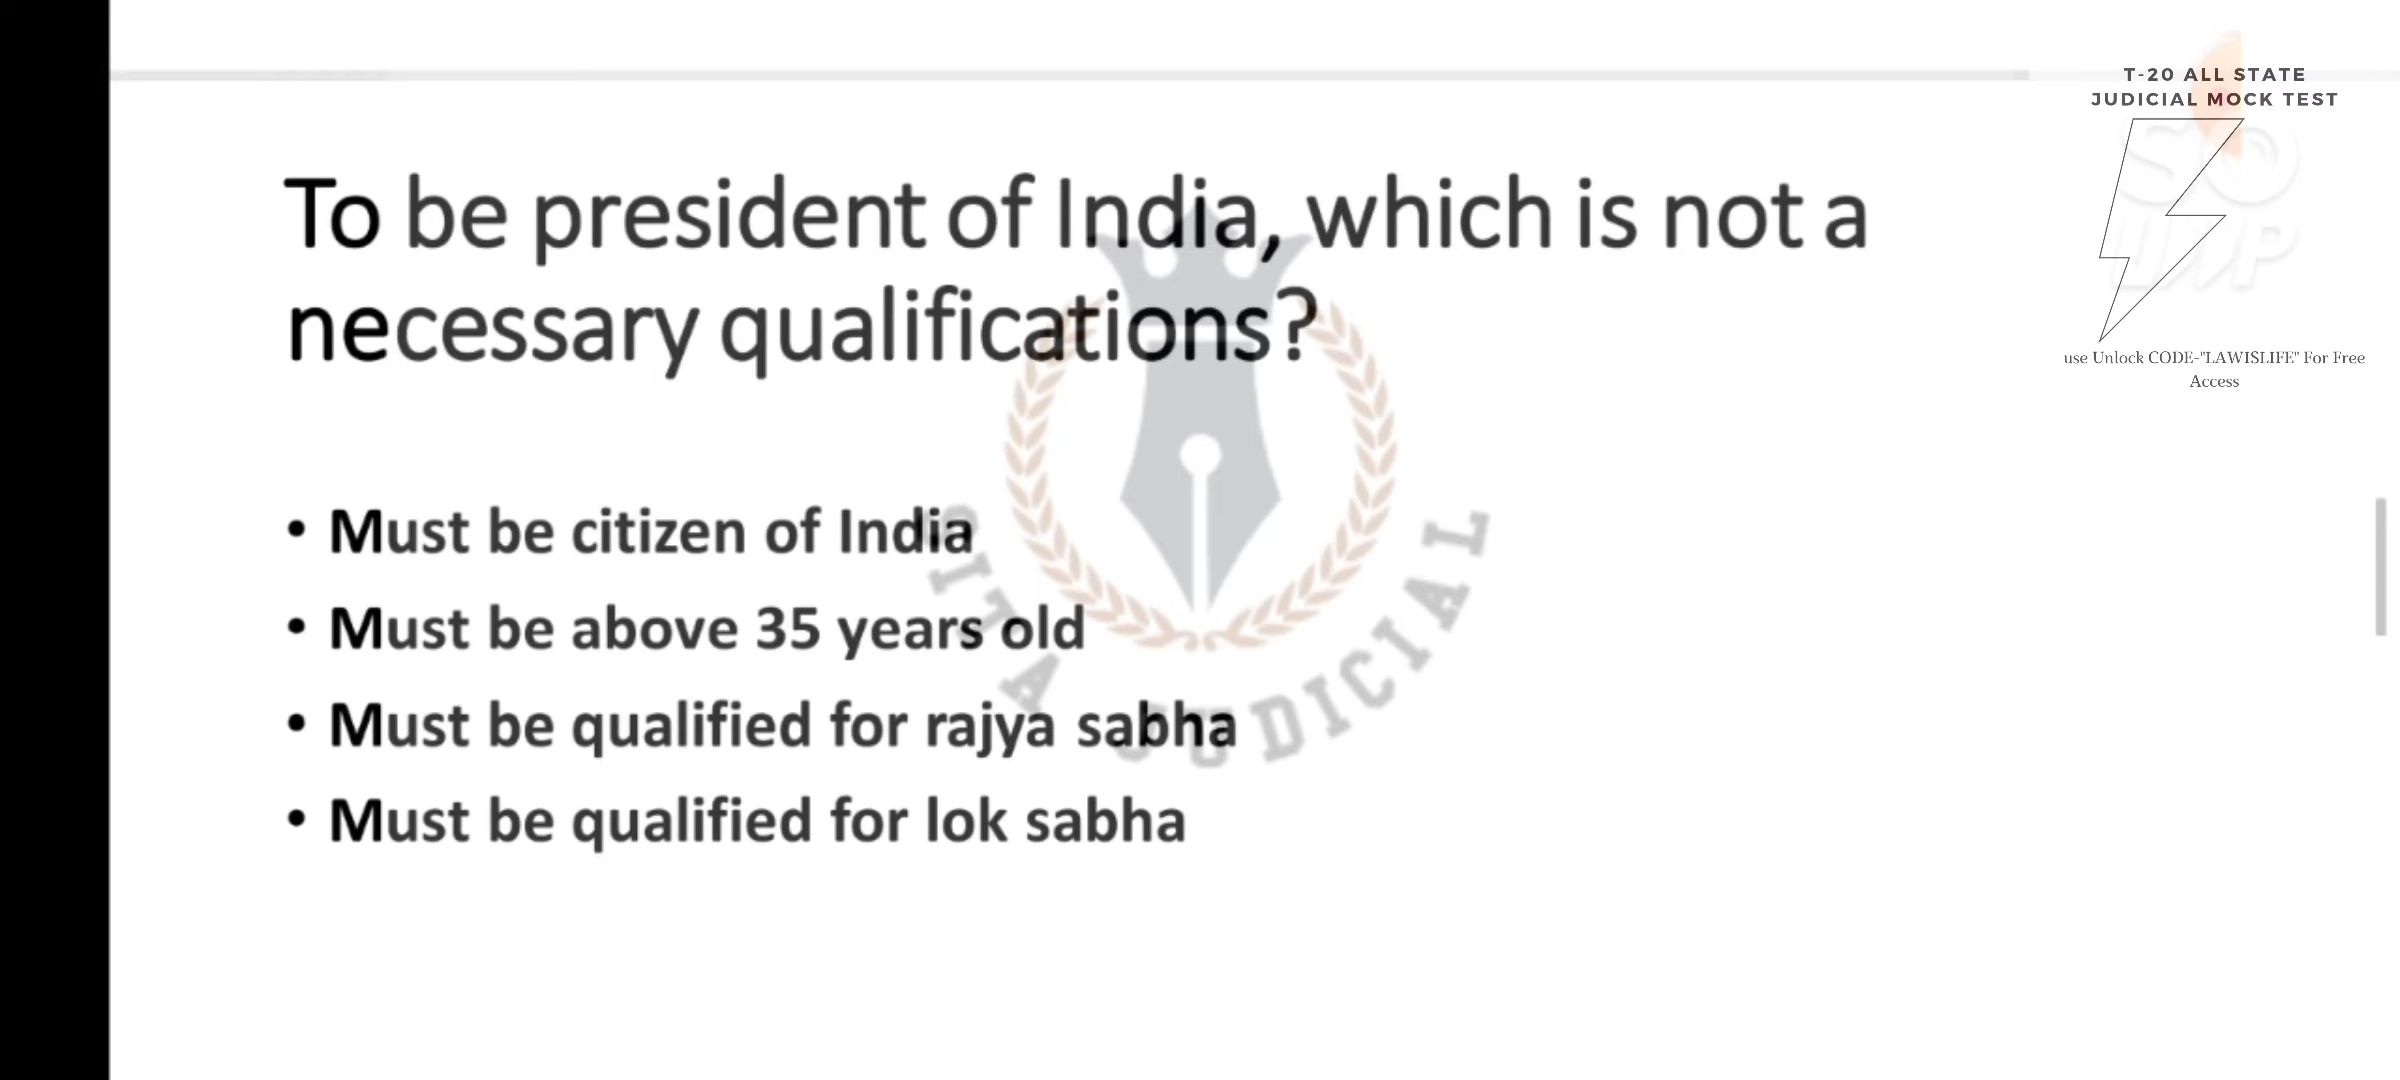 T-20 ALL STATE
JUDICIAL MOCK TEST
use Unlock CODE-"LAWISLIFE" For Free
Access
To be president of India, which is not a
necessary qualifications?
• Must be citizen of India
• Must be above 35 years old
• Must be qualified for rajya sabha
• Must be qualified for lok sabha
JUDICIAL